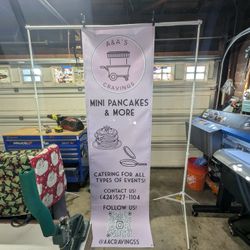 A&A'S
CRAVINGS
MINI PANCAKES
& MORE
CATERING FOR ALL
TYPES OF EVENTS!
CONTACT US!
(424)527-1104
FOLLOW US!
@AACRAVINGSS